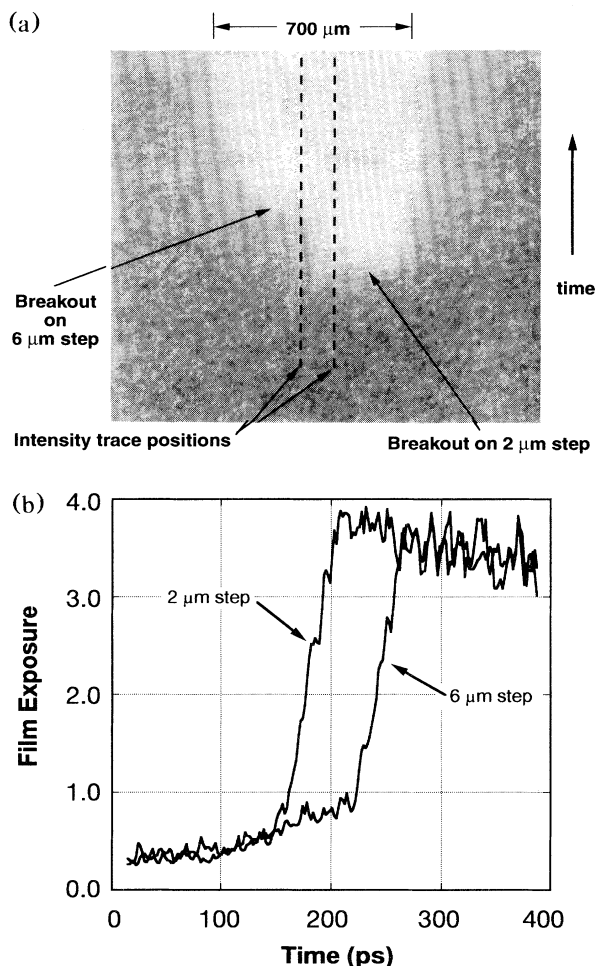 (a)
700 μm
time
Breakout
on
6 μm step
Intensity trace positions
Breakout on 2 μm step
(b)
4.0
3.0
2.0
1.0
0.0
Film Exposure
2 μm step
6 μm step
0
100
200
300
400
Time (ps)